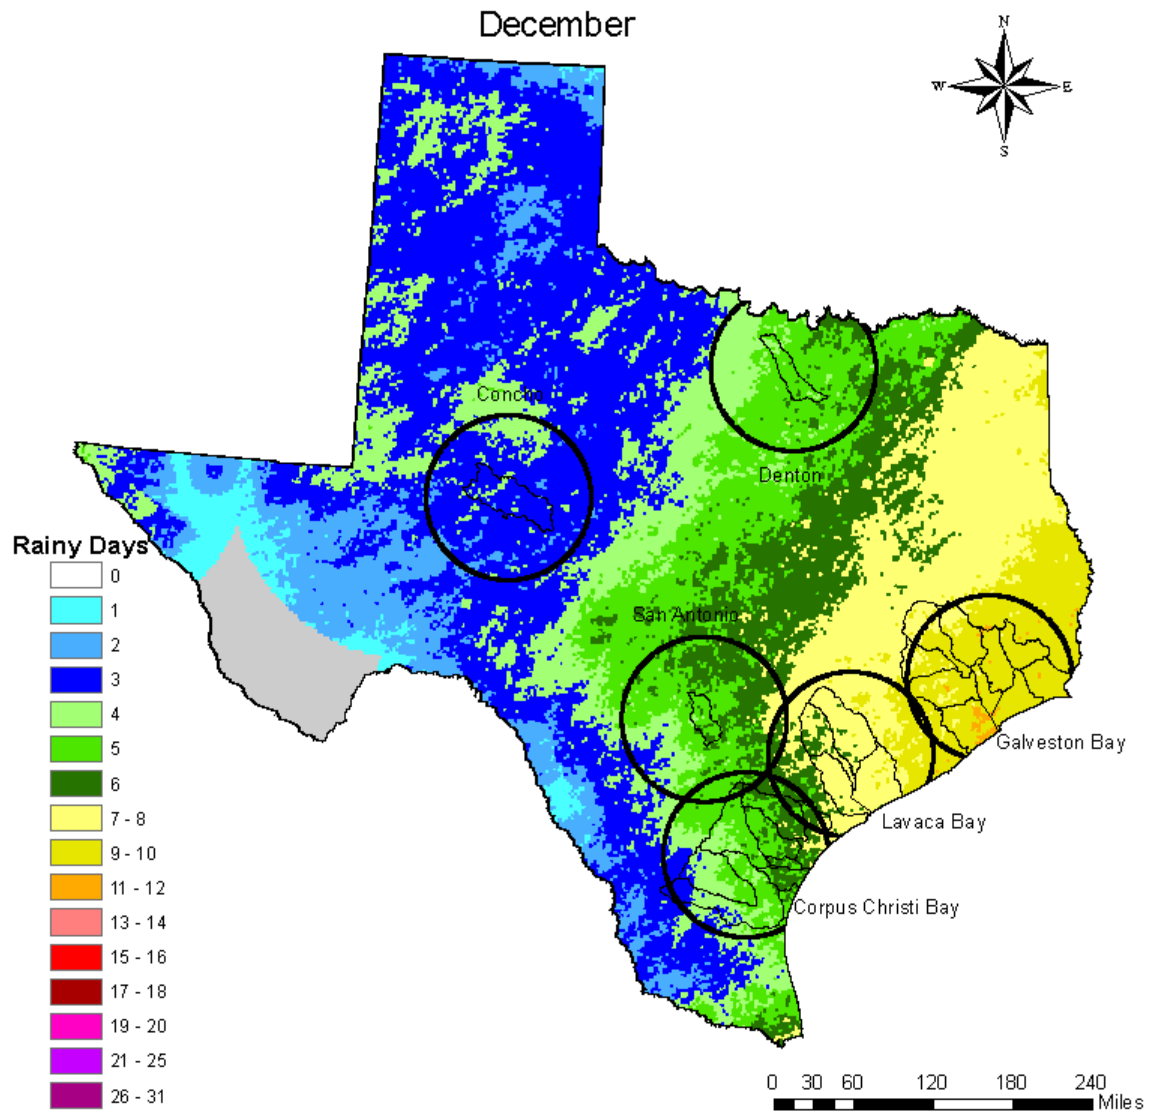 December
N
W E
S
Concho
Denton
Rainy Days
0
1
2
3
4
5
6
7 - 8
9 - 10
11 - 12
13 - 14
15 - 16
17 - 18
19 - 20
21 - 25
26 - 31
San Antonio
Galveston Bay
Lavaca Bay
Corpus Christi Bay
0 30 60 120 180 240
Miles